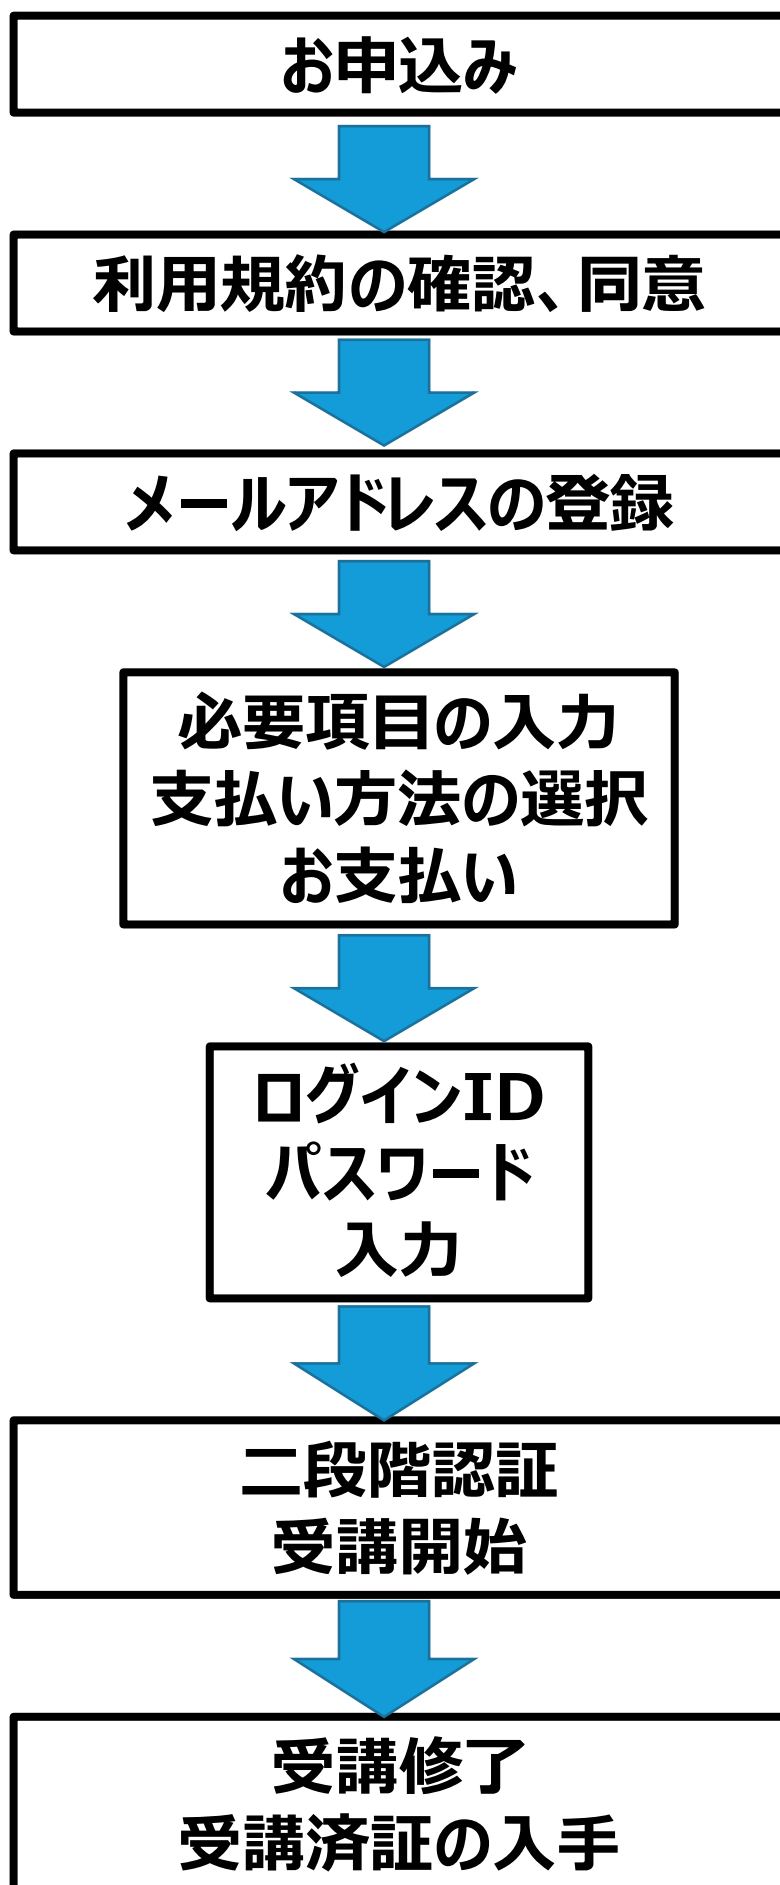 お申込み
利用規約の確認、同意
メールアドレスの登録
必要項目の入力
支払い方法の選択
お支払い
ログインID
パスワード
入力
二段階認証
受講開始
受講修了
受講済証の入手